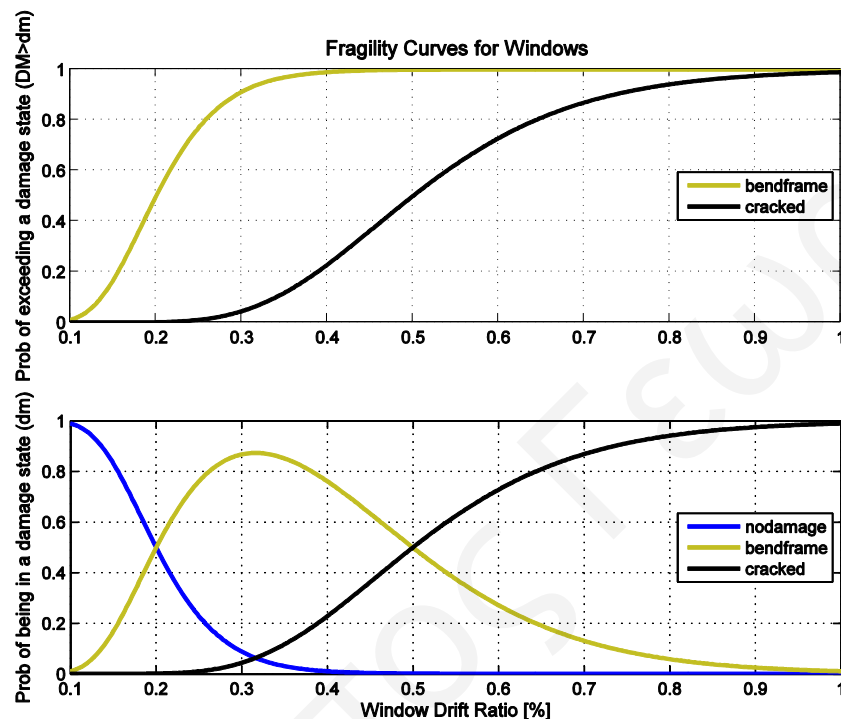 Fragility Curves for Windows
Prob of exceeding a damage state (DM>dm)
1
0.8
0.6
0.4
0.2
0
bendframe
cracked
0.1 0.2 0.3 0.4 0.5 0.6 0.7 0.8 0.9 1
Prob of being in a damage state (dm)
1
0.8
0.6
0.4
0.2
0
nodamage
bendframe
cracked
0.1 0.2 0.3 0.4 0.5 0.6 0.7 0.8 0.9 1
Window Drift Ratio [%]